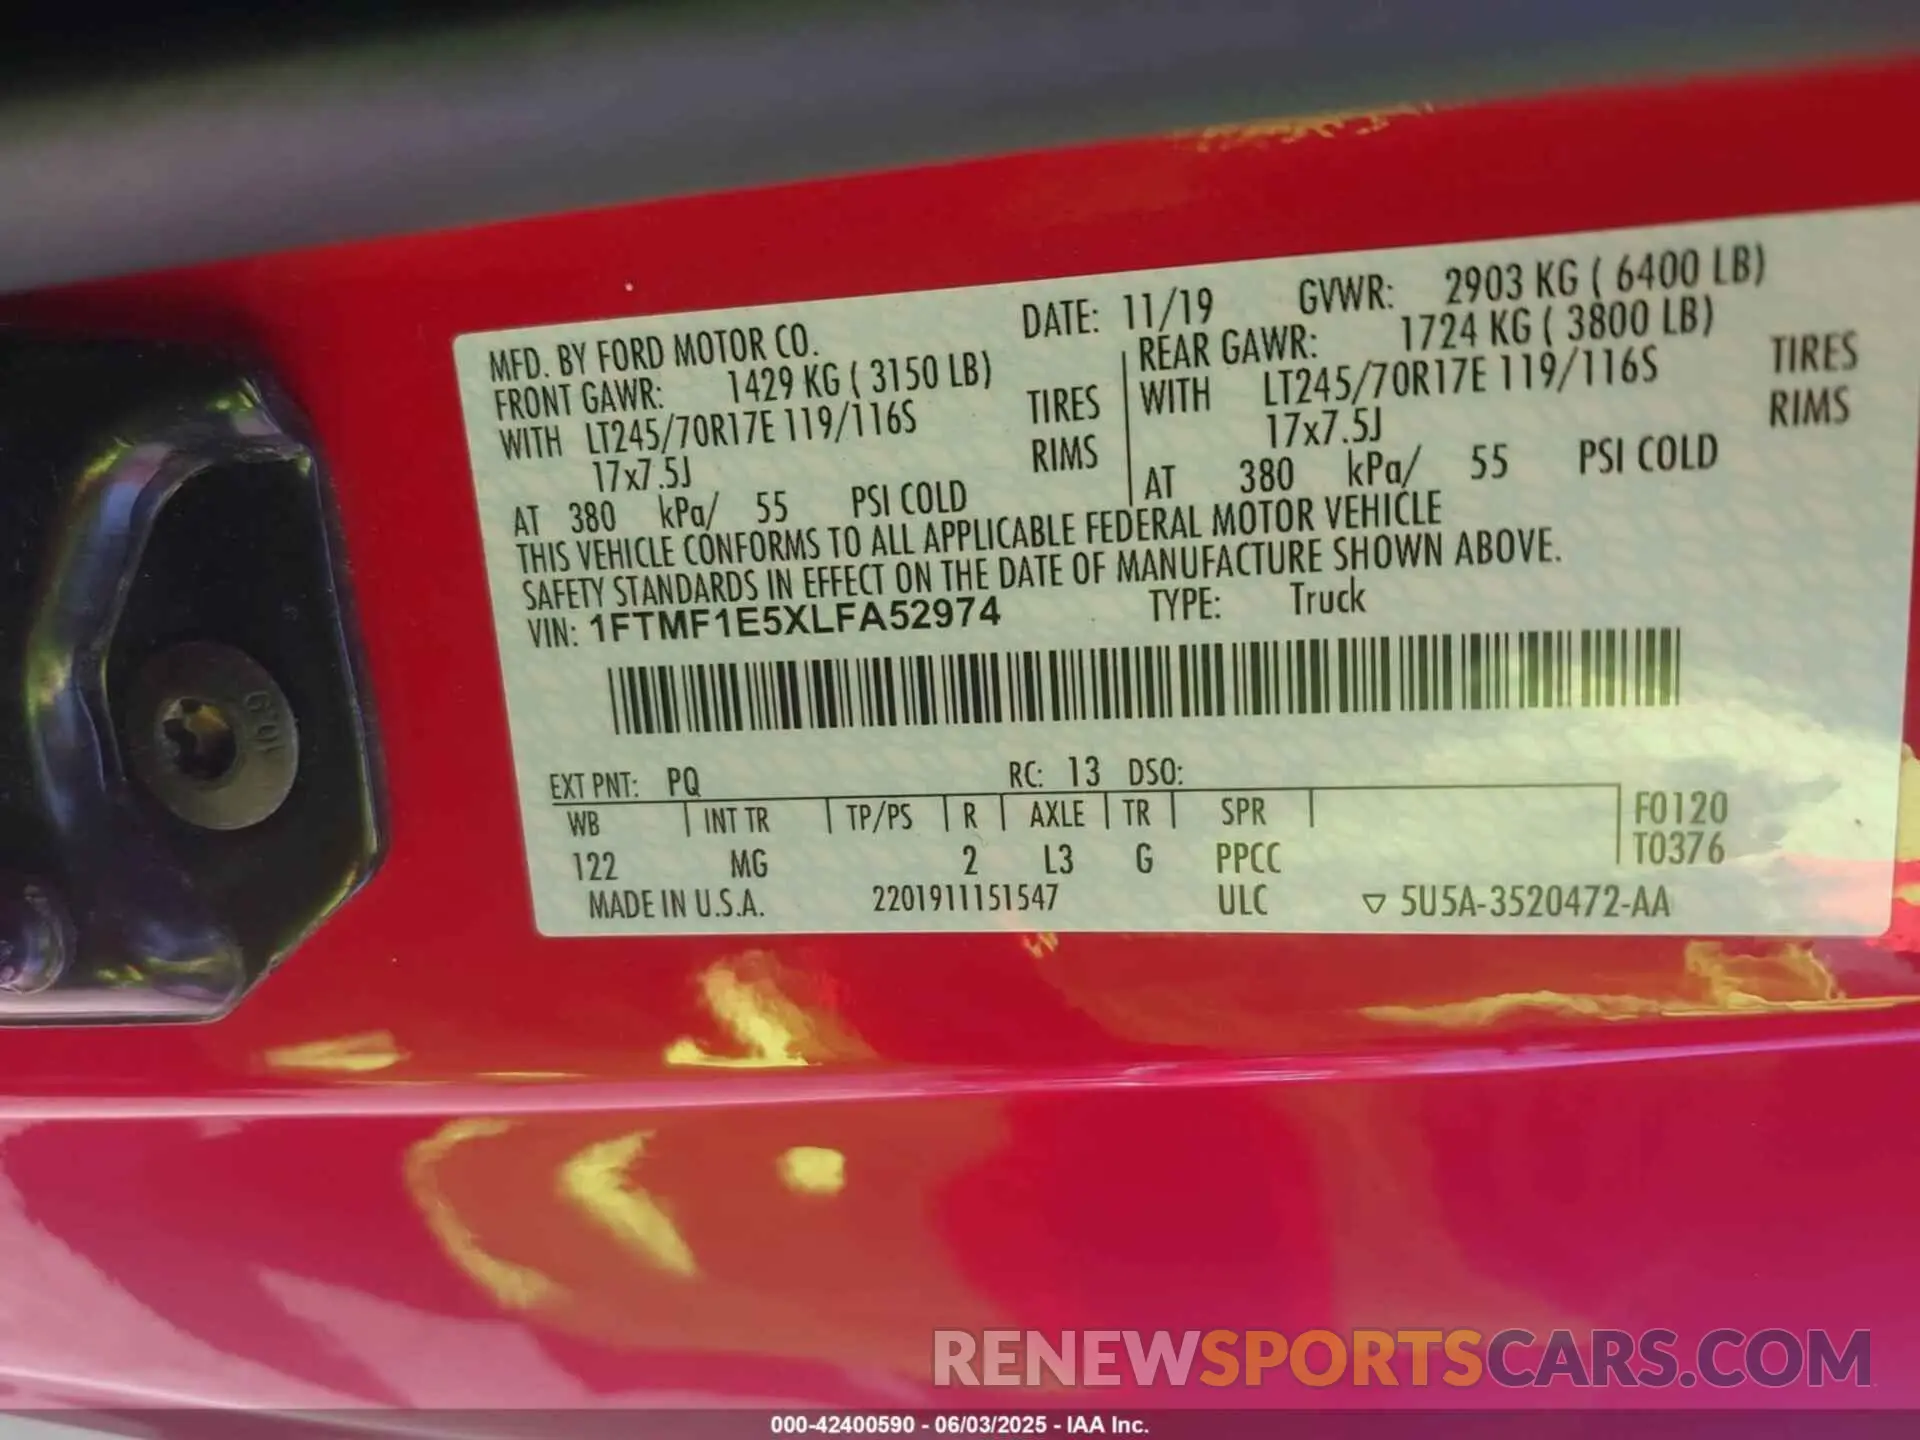 MFD. BY FORD MOTOR CO. DATE: 11/19 GVWR: 2903 KG ( 6400 LB)
FRONT GAWR: 1429 KG ( 3150 LB) REAR GAWR: 1724 KG ( 3800 LB)
WITH LT245/70R17E 119/116S TIRES WITH LT245/70R17E 119/116S TIRES
17x7.5J RIMS 17x7.5J RIMS
AT 380 kPa/ 55 PSI COLD AT 380 kPa/ 55 PSI COLD
THIS VEHICLE CONFORMS TO ALL APPLICABLE FEDERAL MOTOR VEHICLE
SAFETY STANDARDS IN EFFECT ON THE DATE OF MANUFACTURE SHOWN ABOVE.
VIN: 1FTMF1E5XLFA52974 TYPE: Truck
EXT PNT: PQ RC: 13 DSO:
WB INT TR TP/PS R AXLE TR SPR F0120
122 MG 2 L3 G PPCC T0376
MADE IN U.S.A. 2201911151547 ULC ▽ 5U5A-3520472-AA
10.9
RENEWSPORTSCARS.COM
000-42400590 - 06/03/2025 - IAA Inc.